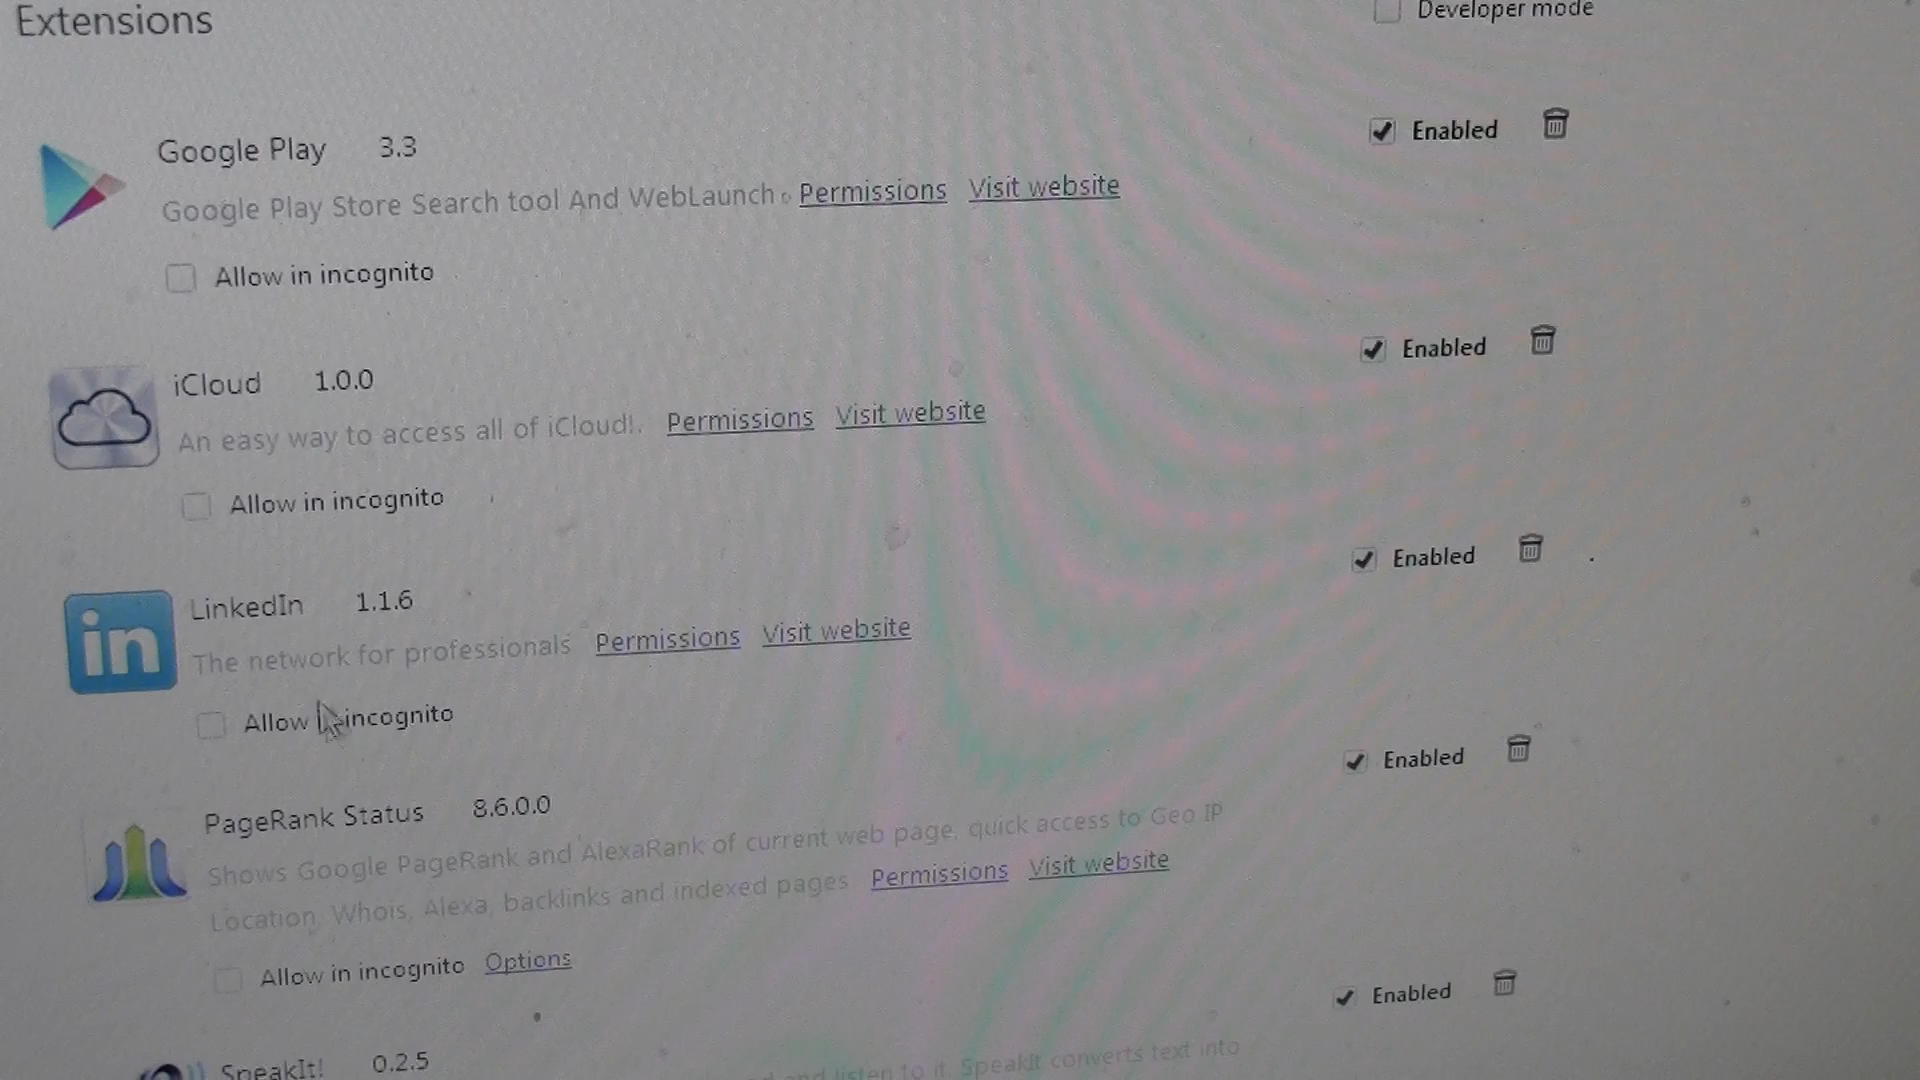 Extensions
Developer mode
Google Play 3.3
Enabled
Google Play Store Search tool And WebLaunch. Permissions Visit website
Allow in incognito
iCloud 1.0.0
Enabled
An easy way to access all of iCloud!. Permissions Visit website
Allow in incognito
in
LinkedIn 1.1.6
Enabled
The network for professionals Permissions Visit website
Allow incognito
PageRank Status 8.6.0.0
Enabled
Shows Google PageRank and AlexaRank of current web page, quick access to Geo IP
Location, Whois, Alexa, backlinks and indexed pages Permissions Visit website
Allow in incognito Options
SpeakIt! 0.2.5
Enabled
and listen to it. SpeakIt converts text into